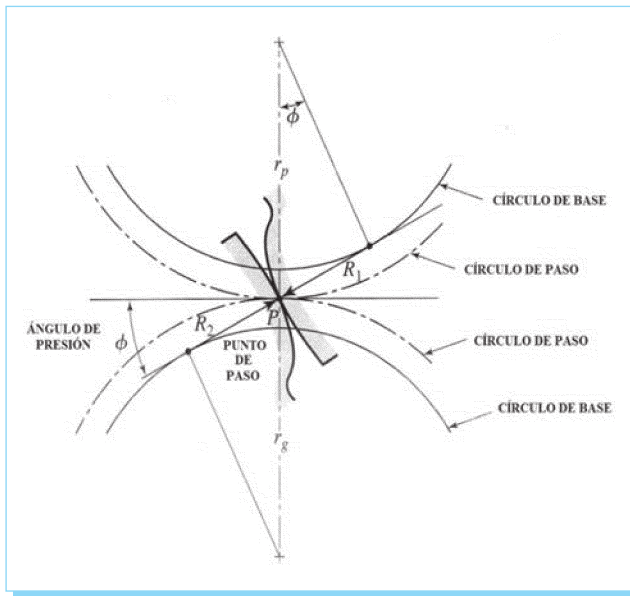 ϕ
r_p
CÍRCULO DE BASE
R_1
CÍRCULO DE PASO
ÁNGULO DE
PRESIÓN
ϕ
R_2
P
PUNTO
DE
PASO
CÍRCULO DE PASO
CÍRCULO DE BASE
r_g